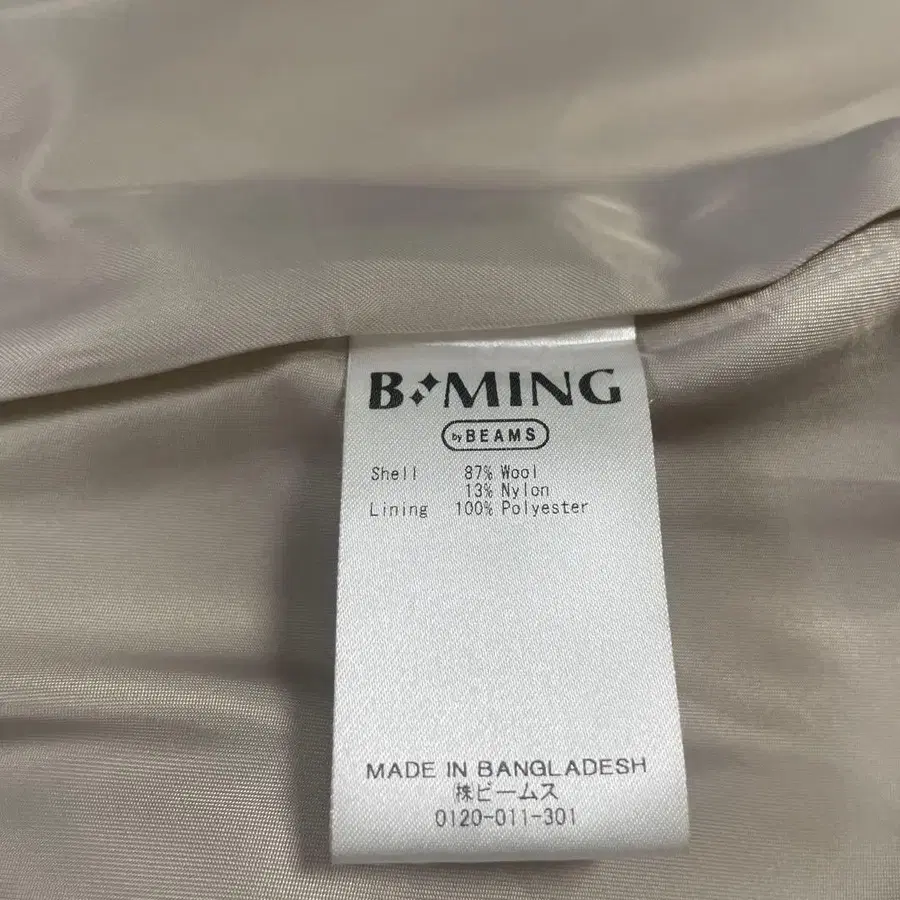 B MING
by BEAMS
Shell 87% Wool
13% Nylon
Lining 100% Polyester
MADE IN BANGLADESH
㈱ビームス
0120-011-301